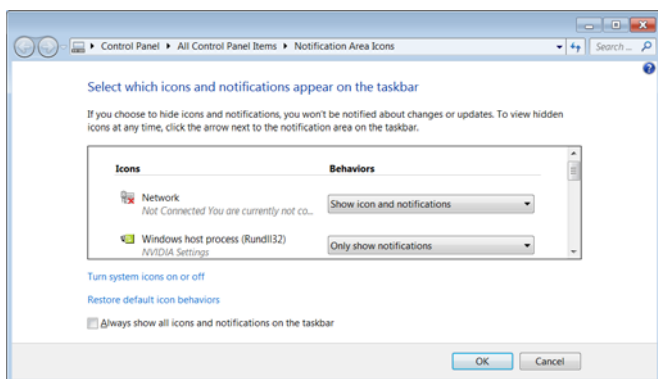 Control Panel ▸ All Control Panel Items ▸ Notification Area Icons
Search ...
Select which icons and notifications appear on the taskbar
If you choose to hide icons and notifications, you won't be notified about changes or updates. To view hidden
icons at any time, click the arrow next to the notification area on the taskbar.
Icons Behaviors
Network
Not Connected You are currently not co...
Show icon and notifications
Windows host process (Rundll32)
NVIDIA Settings
Only show notifications
Turn system icons on or off
Restore default icon behaviors
Always show all icons and notifications on the taskbar
OK Cancel